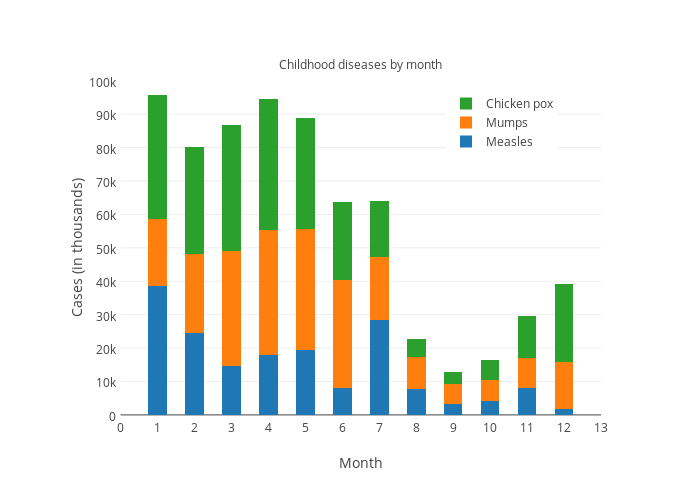 Childhood diseases by month
100k
90k
80k
70k
60k
50k
40k
30k
20k
10k
0
Cases (in thousands)
Chicken pox
Mumps
Measles
0 1 2 3 4 5 6 7 8 9 10 11 12 13
Month